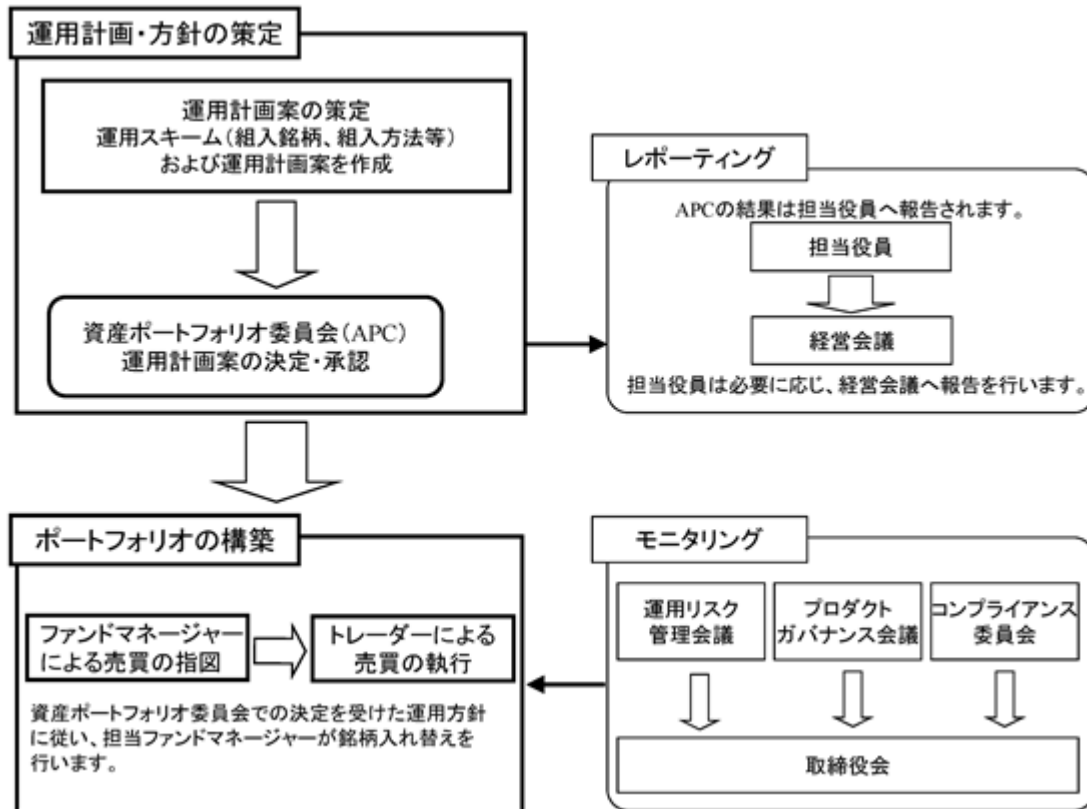 運用計画・方針の策定
運用計画案の策定
運用スキーム(組入銘柄、組入方法等)
および運用計画案を作成
資産ポートフォリオ委員会(APC)
運用計画案の決定・承認
レポーティング
APCの結果は担当役員へ報告されます。
担当役員
経営会議
担当役員は必要に応じ、経営会議へ報告を行います。
ポートフォリオの構築
ファンドマネージャー
による売買の指図
トレーダーによる
売買の執行
資産ポートフォリオ委員会での決定を受けた運用方針
に従い、担当ファンドマネージャーが銘柄入れ替えを
行います。
モニタリング
運用リスク
管理会議
プロダクト
ガバナンス会議
コンプライアンス
委員会
取締役会